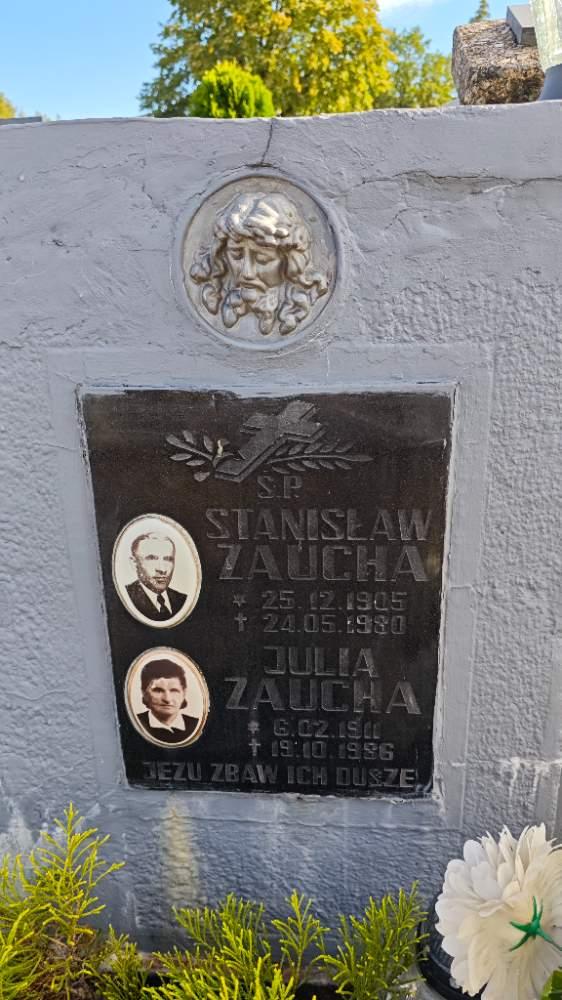 Ś.P.
STANISŁAW
ZAUCHA
* 25.12.1905
✝ 24.05.1980
JULIA
ZAUCHA
* 6.02.1911
✝ 19.10.1986
JEZU ZBAW ICH DUSZE